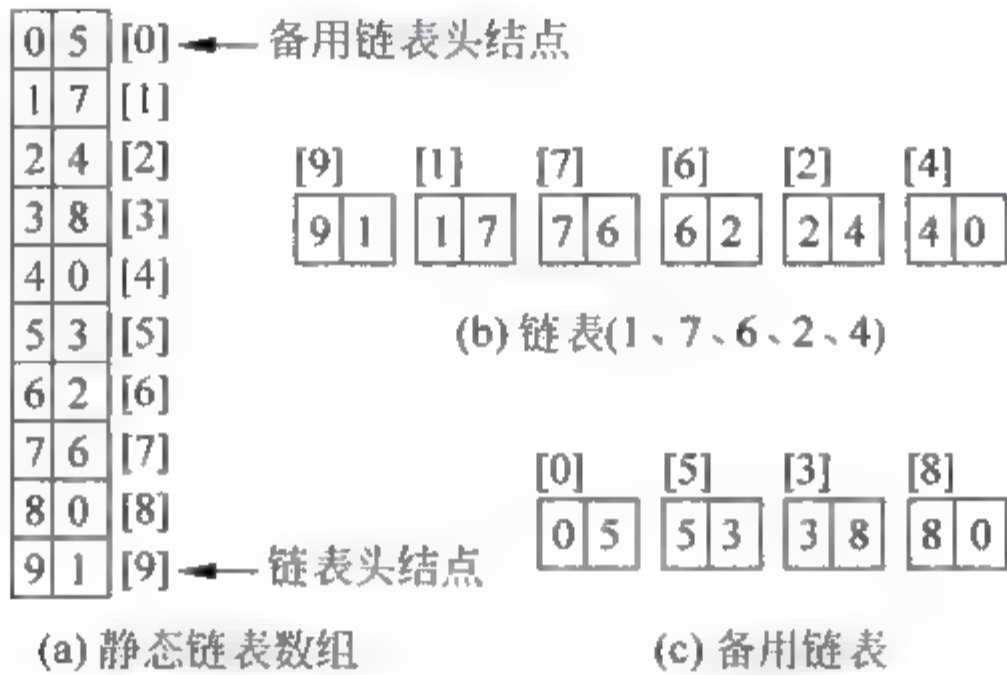 0 5 [0] 备用链表头结点
1 7 [1]
2 4 [2]
3 8 [3]
4 0 [4]
5 3 [5]
6 2 [6]
7 6 [7]
8 0 [8]
9 1 [9] 链表头结点
(a) 静态链表数组
[9] [1] [7] [6] [2] [4]
9 1 1 7 7 6 6 2 2 4 4 0
(b) 链表(1、7、6、2、4)
[0] [5] [3] [8]
0 5 5 3 3 8 8 0
(c) 备用链表